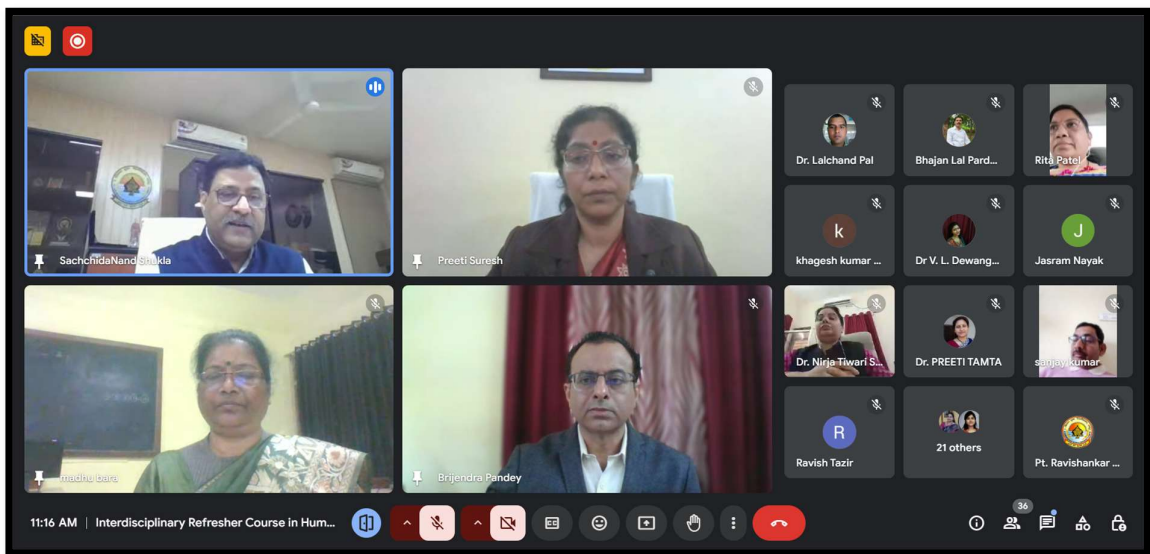 SachchidaNand Shukla
Preeti Suresh
madhu bara
Brijendra Pandey
Dr. Lalchand Pal
Bhajan Lal Pard...
Rita Patel
k
khagesh kumar ...
Dr V. L. Dewang...
J
Jasram Nayak
Dr. Nirja Tiwari S...
Dr. PREETI TAMTA
sanjay kumar
R
Ravish Tazir
21 others
Pt. Ravishankar ...
11:16 AM | Interdisciplinary Refresher Course in Hum...
CC
36